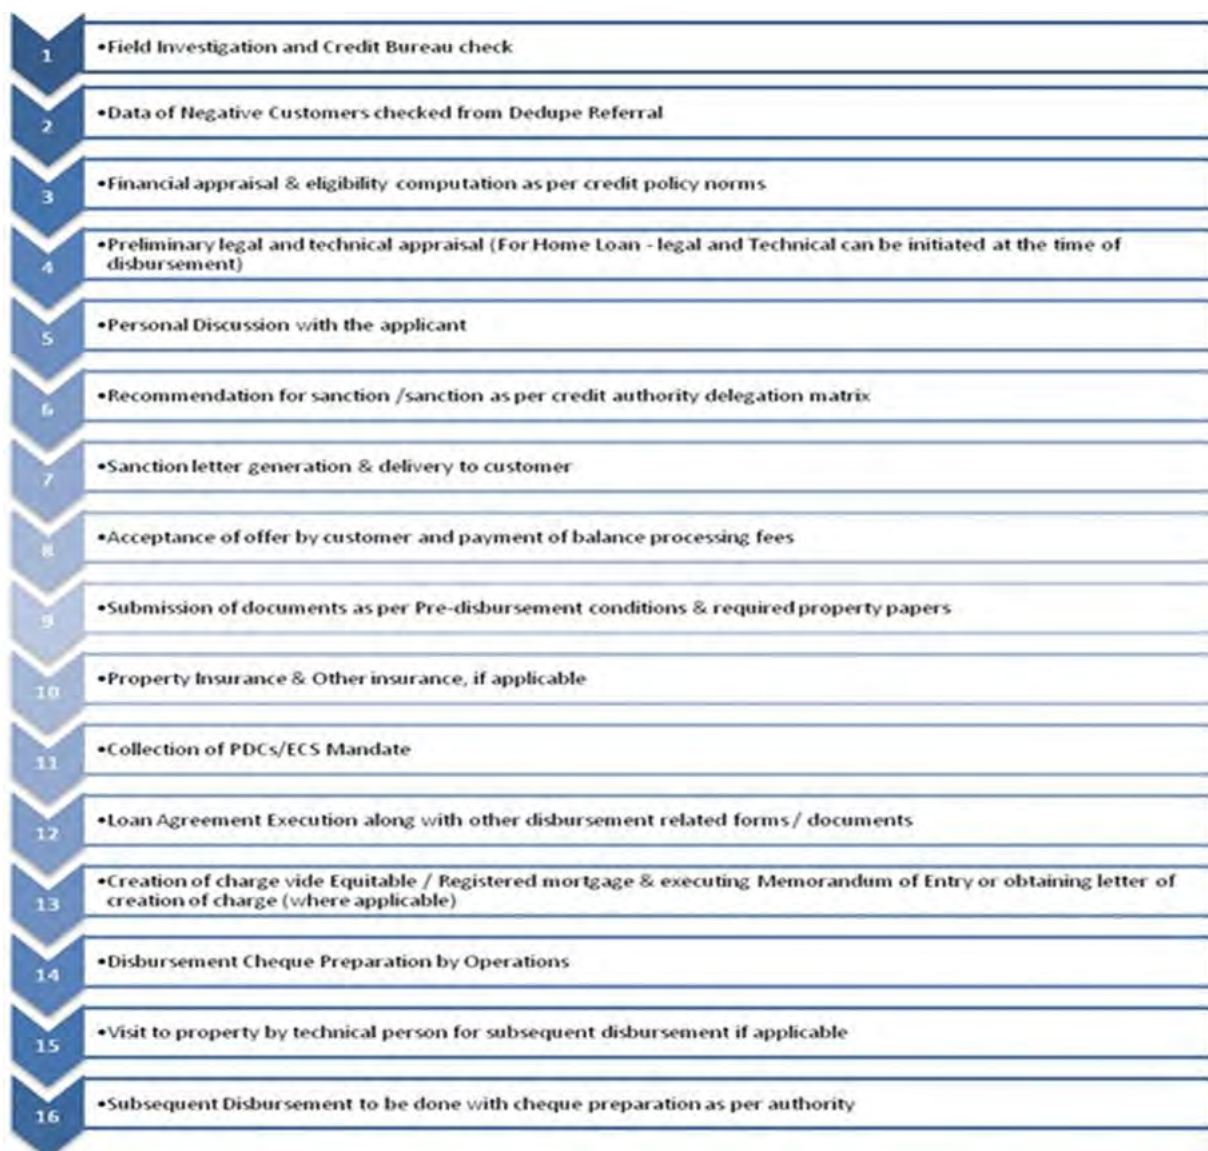 1
•Field Investigation and Credit Bureau check
2
•Data of Negative Customers checked from Dedupe Referral
3
•Financial appraisal & eligibility computation as per credit policy norms
4
•Preliminary legal and technical appraisal (For Home Loan - legal and Technical can be initiated at the time of
disbursement)
5
•Personal Discussion with the applicant
6
•Recommendation for sanction /sanction as per credit authority delegation matrix
7
•Sanction letter generation & delivery to customer
8
•Acceptance of offer by customer and payment of balance processing fees
9
•Submission of documents as per Pre-disbursement conditions & required property papers
10
•Property Insurance & Other insurance, if applicable
11
•Collection of PDCs/ECS Mandate
12
•Loan Agreement Execution along with other disbursement related forms / documents
13
•Creation of charge vide Equitable / Registered mortgage & executing Memorandum of Entry or obtaining letter of
creation of charge (where applicable)
14
•Disbursement Cheque Preparation by Operations
15
•Visit to property by technical person for subsequent disbursement if applicable
16
•Subsequent Disbursement to be done with cheque preparation as per authority